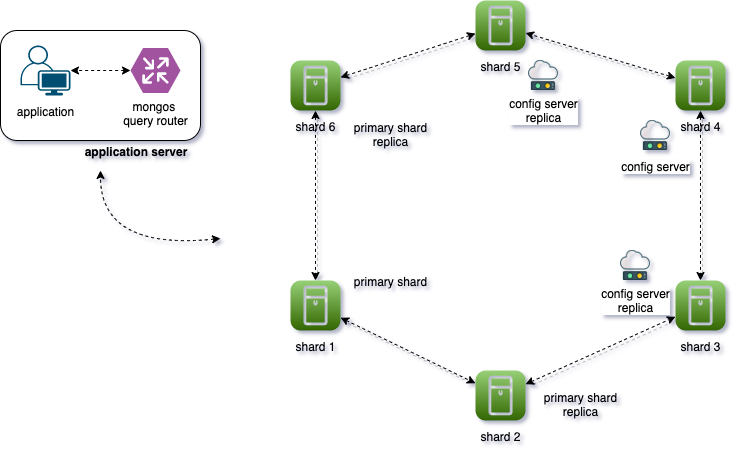 application
mongos
query router
application server
shard 5
config server
replica
shard 6
primary shard
replica
shard 4
config server
primary shard
config server
replica
shard 1
shard 3
primary shard
replica
shard 2